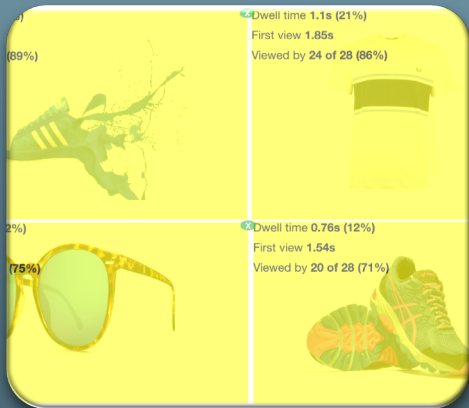 Dwell time 1.1s (21%)
First view 1.85s
(89%)
Viewed by 24 of 28 (86%)
2%)
Dwell time 0.76s (12%)
First view 1.54s
(75%)
Viewed by 20 of 28 (71%)